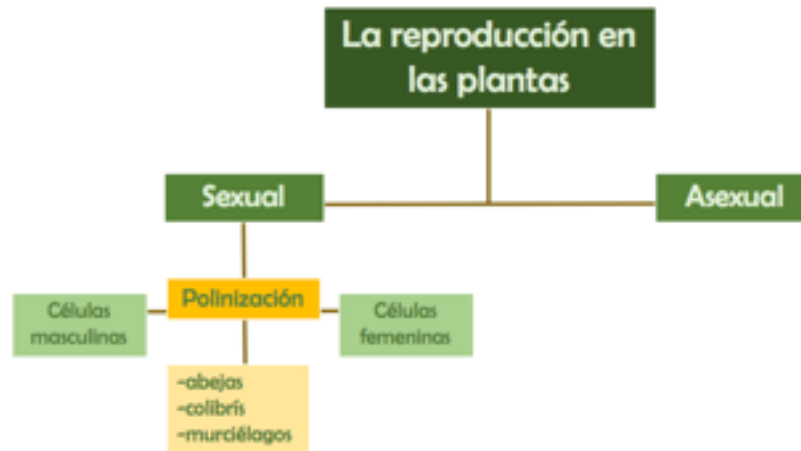 La reproducción en
las plantas
Sexual
Asexual
Polinización
Células
masculinas
Células
femeninas
-abejas
-colibrís
-murciélagos